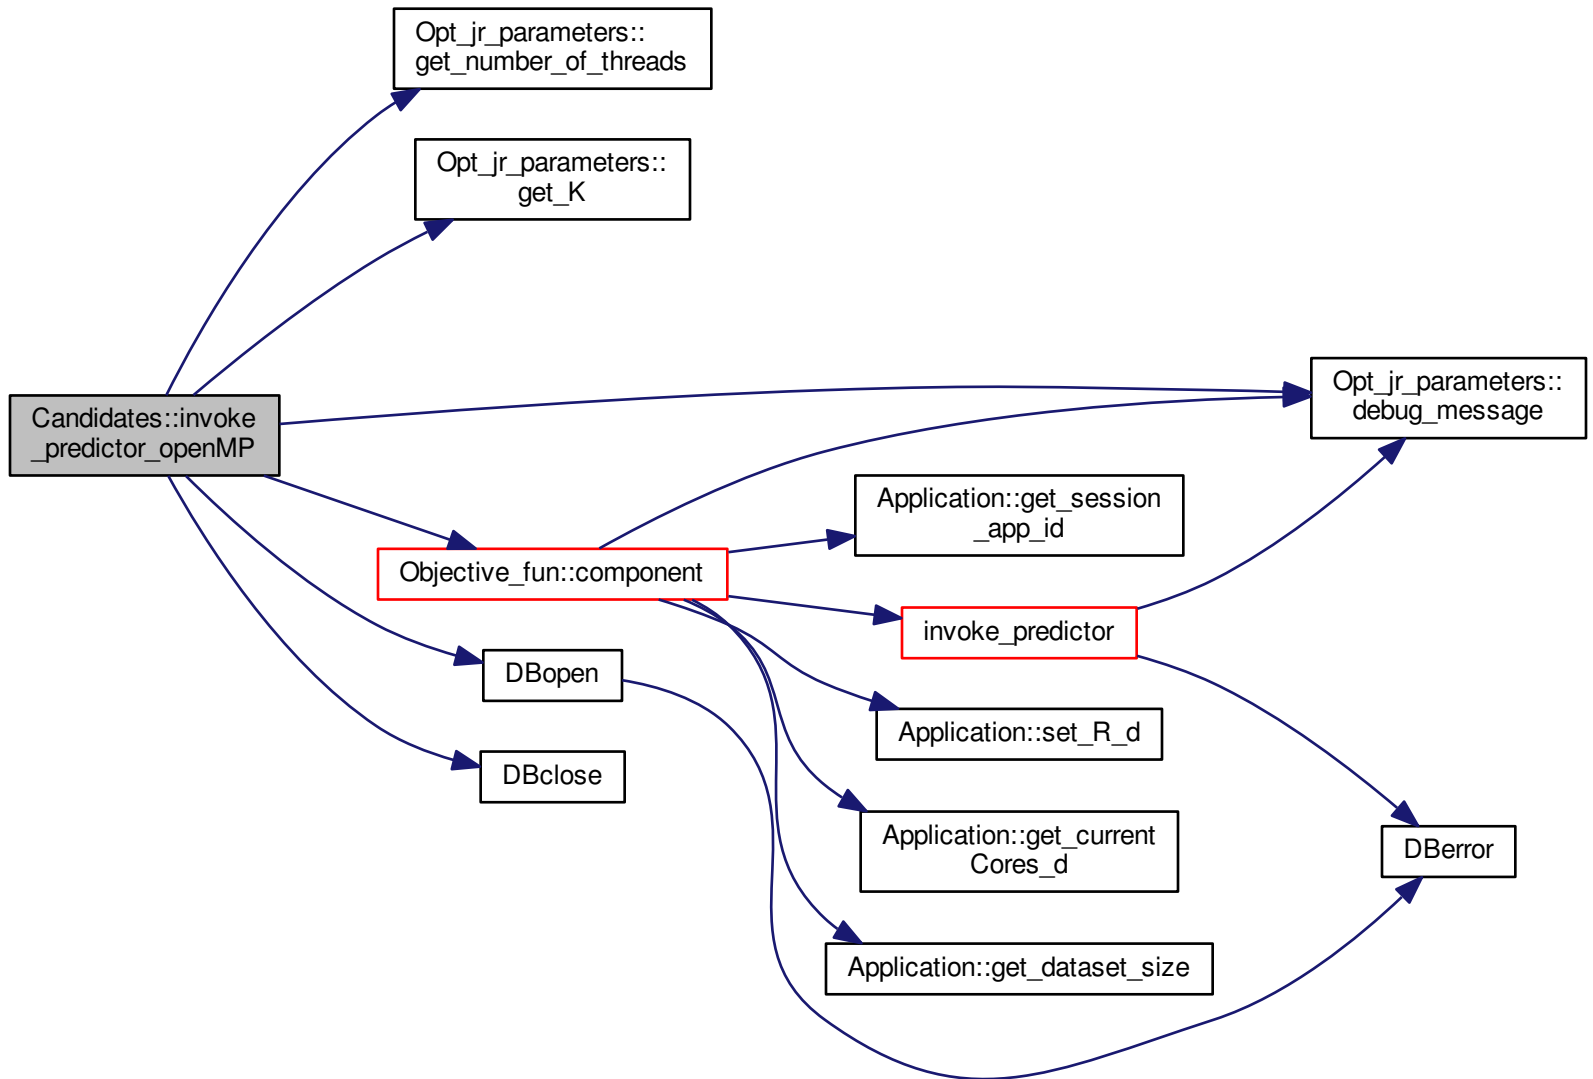 Opt_jr_parameters::
get_number_of_threads
Opt_jr_parameters::
get_K
Candidates::invoke
_predictor_openMP
Opt_jr_parameters::
debug_message
Application::get_session
_app_id
Objective_fun::component
invoke_predictor
DBopen
Application::set_R_d
DBclose
Application::get_current
Cores_d
DBerror
Application::get_dataset_size